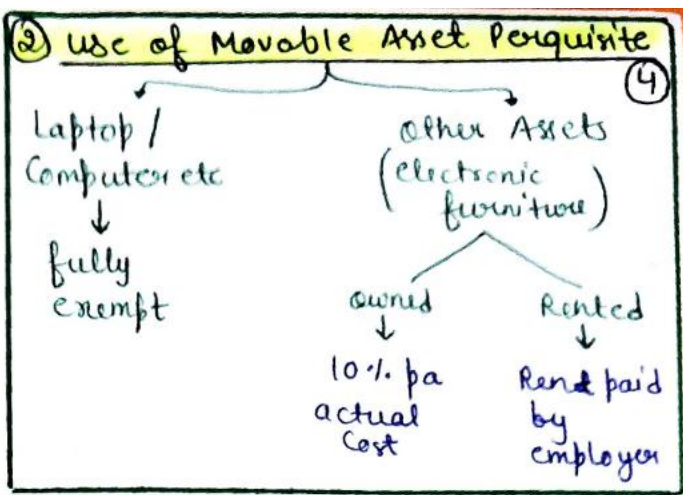 ② use of Movable Asset Perquisite
④
Laptop /
Computer etc
↓
fully
exempt
other Assets
(electronic
furniture)
owned
↓
10% pa
actual
Cost
Rented
↓
Rent paid
by
employer